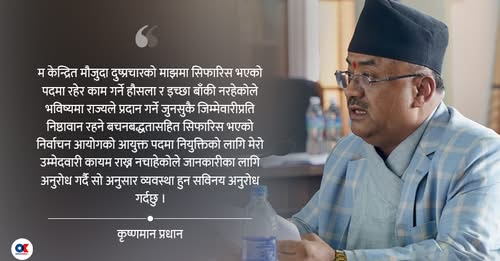 म केन्द्रित मौजुदा दुष्प्रचारको माझमा सिफारिस भएको
पदमा रहेर काम गर्ने हौसला र इच्छा बाँकी नरहेकोले
भविष्यमा राज्यले प्रदान गर्ने जुनसुकै जिम्मेवारीप्रति
निष्ठावान रहने बचनबद्धतासहित सिफारिस भएको
निर्वाचन आयोगको आयुक्त पदमा नियुक्तिको लागि मेरो
उम्मेदवारी कायम राख्न नचाहेकोले जानकारीका लागि
अनुरोध गर्दै सो अनुसार व्यवस्था हुन सविनय अनुरोध
गर्दछु ।
कृष्णमान प्रधान